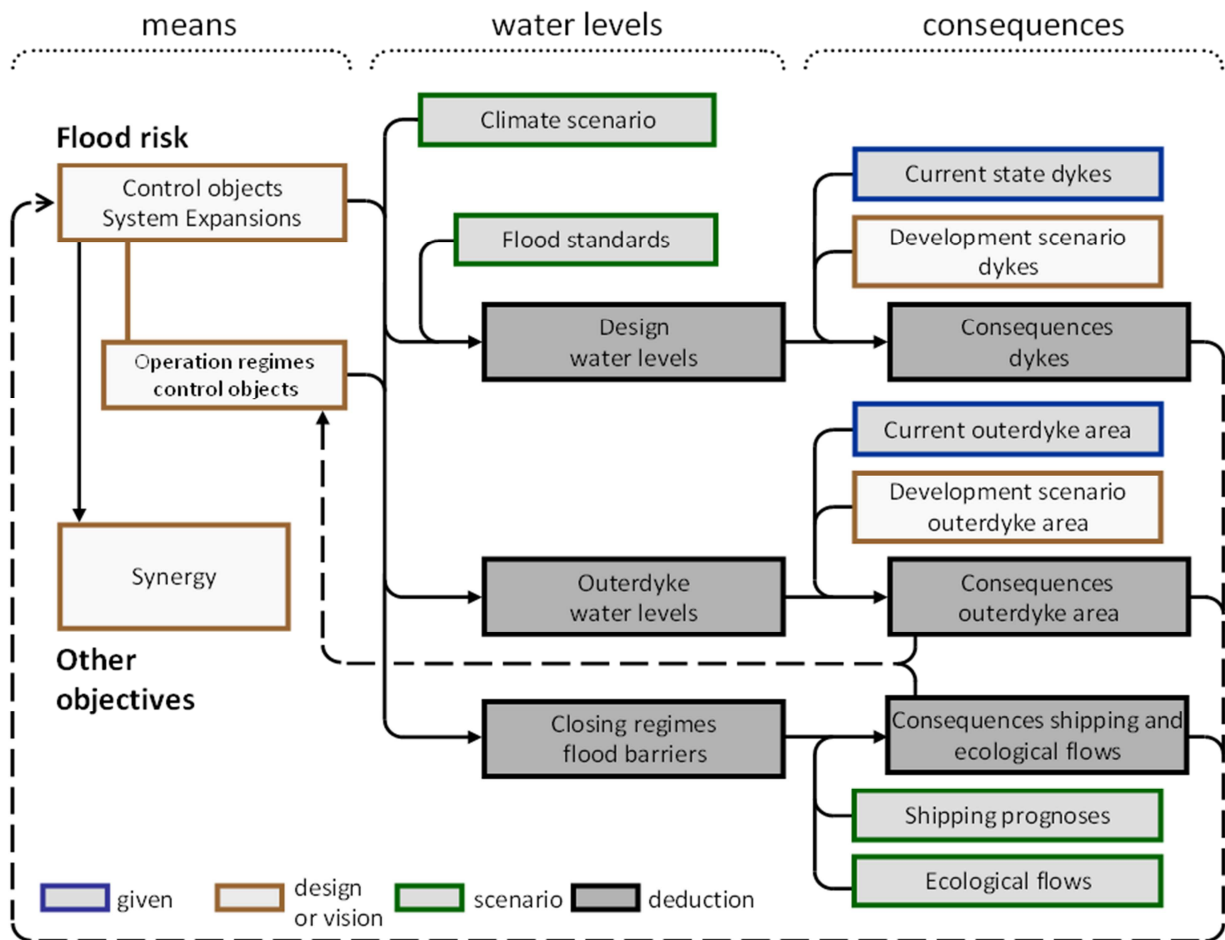 means
water levels
consequences
Flood risk
Control objects
System Expansions
Operation regimes
control objects
Synergy
Other
objectives
Climate scenario
Flood standards
Design
water levels
Outerdyke
water levels
Closing regimes
flood barriers
Current state dykes
Development scenario
dykes
Consequences
dykes
Current outerdyke area
Development scenario
outerdyke area
Consequences
outerdyke area
Consequences shipping and
ecological flows
Shipping prognoses
Ecological flows
given
design
or vision
scenario
deduction